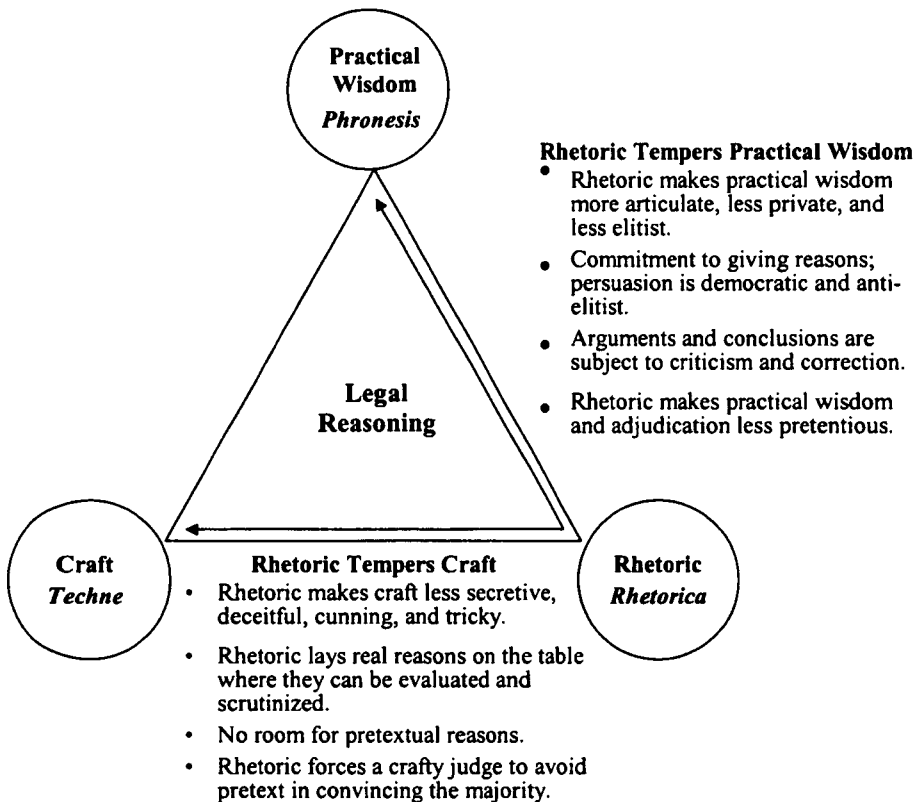 Practical
Wisdom
Phronesis
Rhetoric Tempers Practical Wisdom
• Rhetoric makes practical wisdom
more articulate, less private, and
less elitist.
• Commitment to giving reasons;
persuasion is democratic and anti-
elitist.
• Arguments and conclusions are
subject to criticism and correction.
• Rhetoric makes practical wisdom
and adjudication less pretentious.
Legal
Reasoning
Craft
Techne
Rhetoric
Rhetorica
Rhetoric Tempers Craft
• Rhetoric makes craft less secretive,
deceitful, cunning, and tricky.
• Rhetoric lays real reasons on the table
where they can be evaluated and
scrutinized.
• No room for pretextual reasons.
• Rhetoric forces a crafty judge to avoid
pretext in convincing the majority.